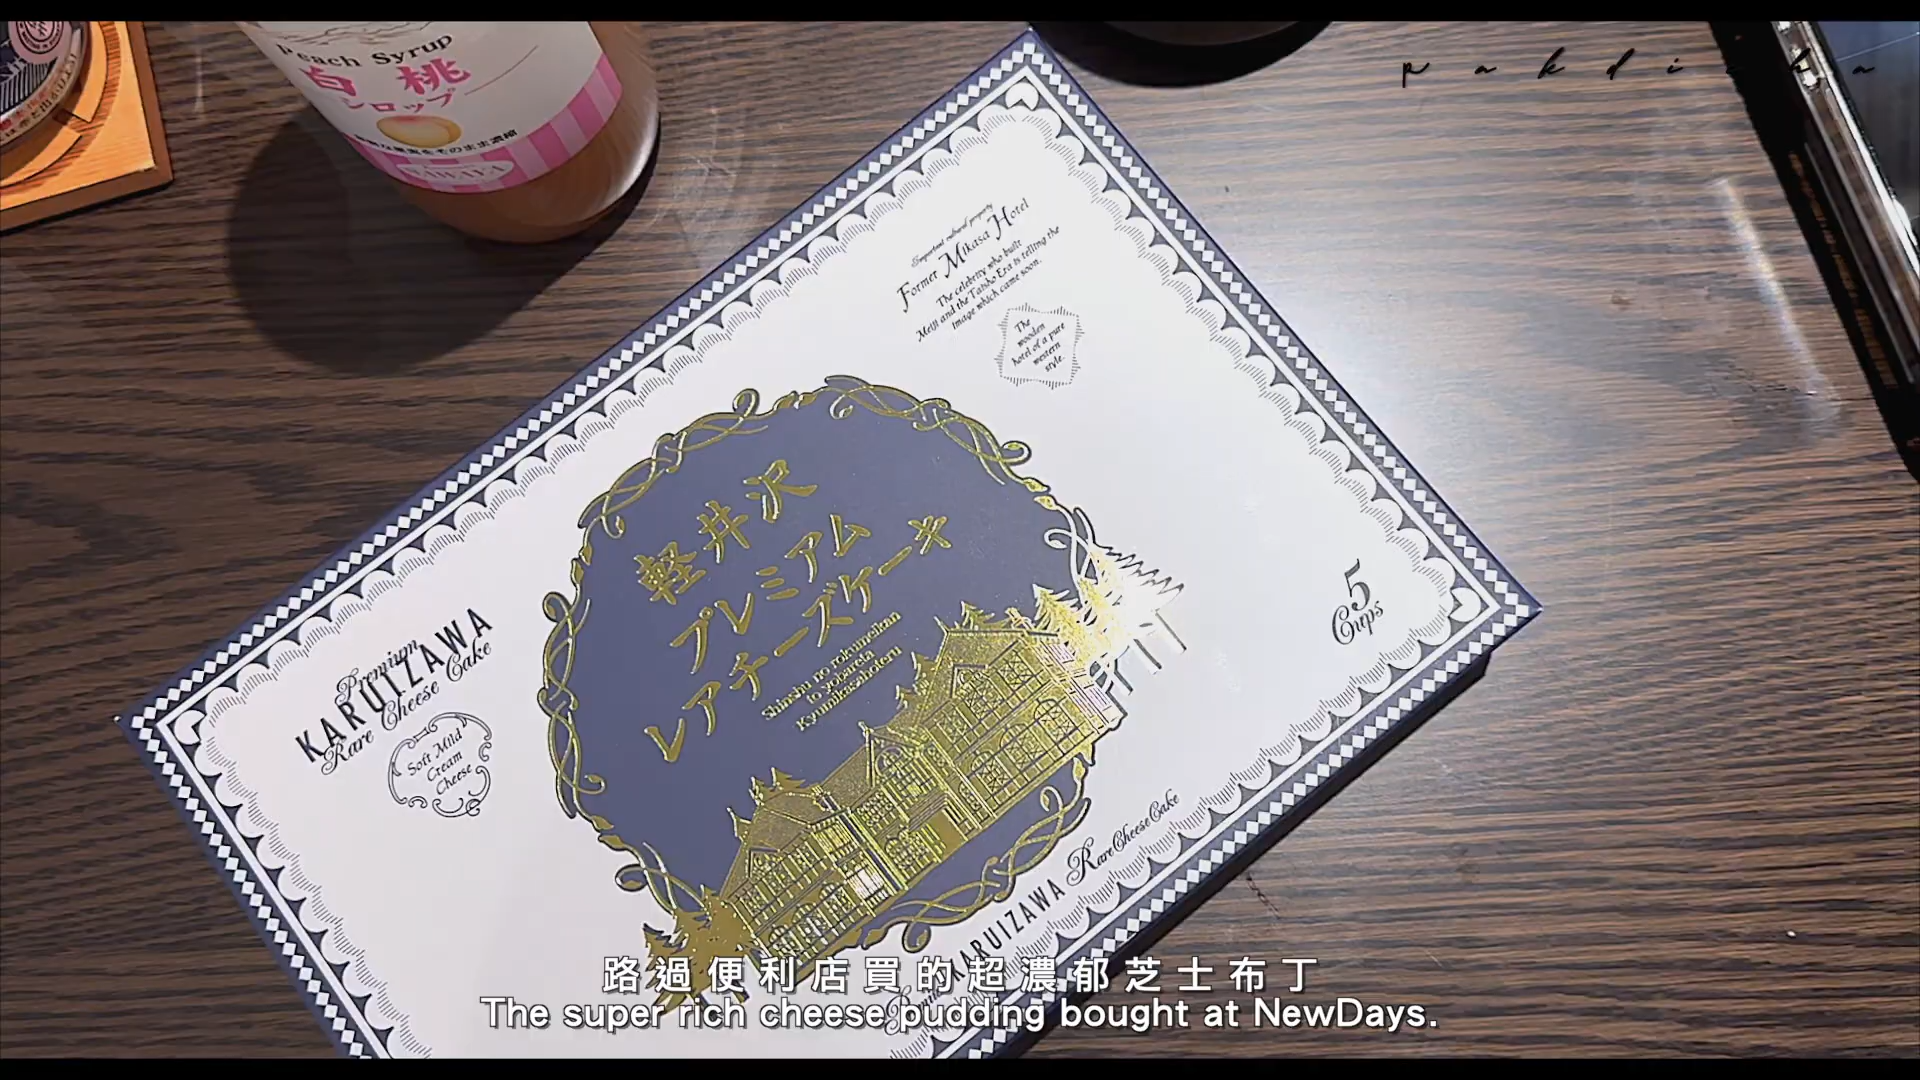 Peach Syrup
白桃
シロップ
p a k d i c h a
Important cultural property
Former Mikasa Hotel
The celebrity who built
Meiji and the Taisho Era is telling the
image which came soon.
The
wooden
hotel of a pure
western
style.
軽井沢
プレミアム
レアチーズケーキ
Shinshu no rokumeikan
to yobareta
Kyumikasahoteru
Premium
KARUIZAWA
Rare Cheese Cake
Soft Mild
Cream
Cheese
5
Cups
Premium KARUIZAWA Rare Cheese Cake
路過便利店買的超濃郁芝士布丁
The super rich cheese pudding bought at NewDays.